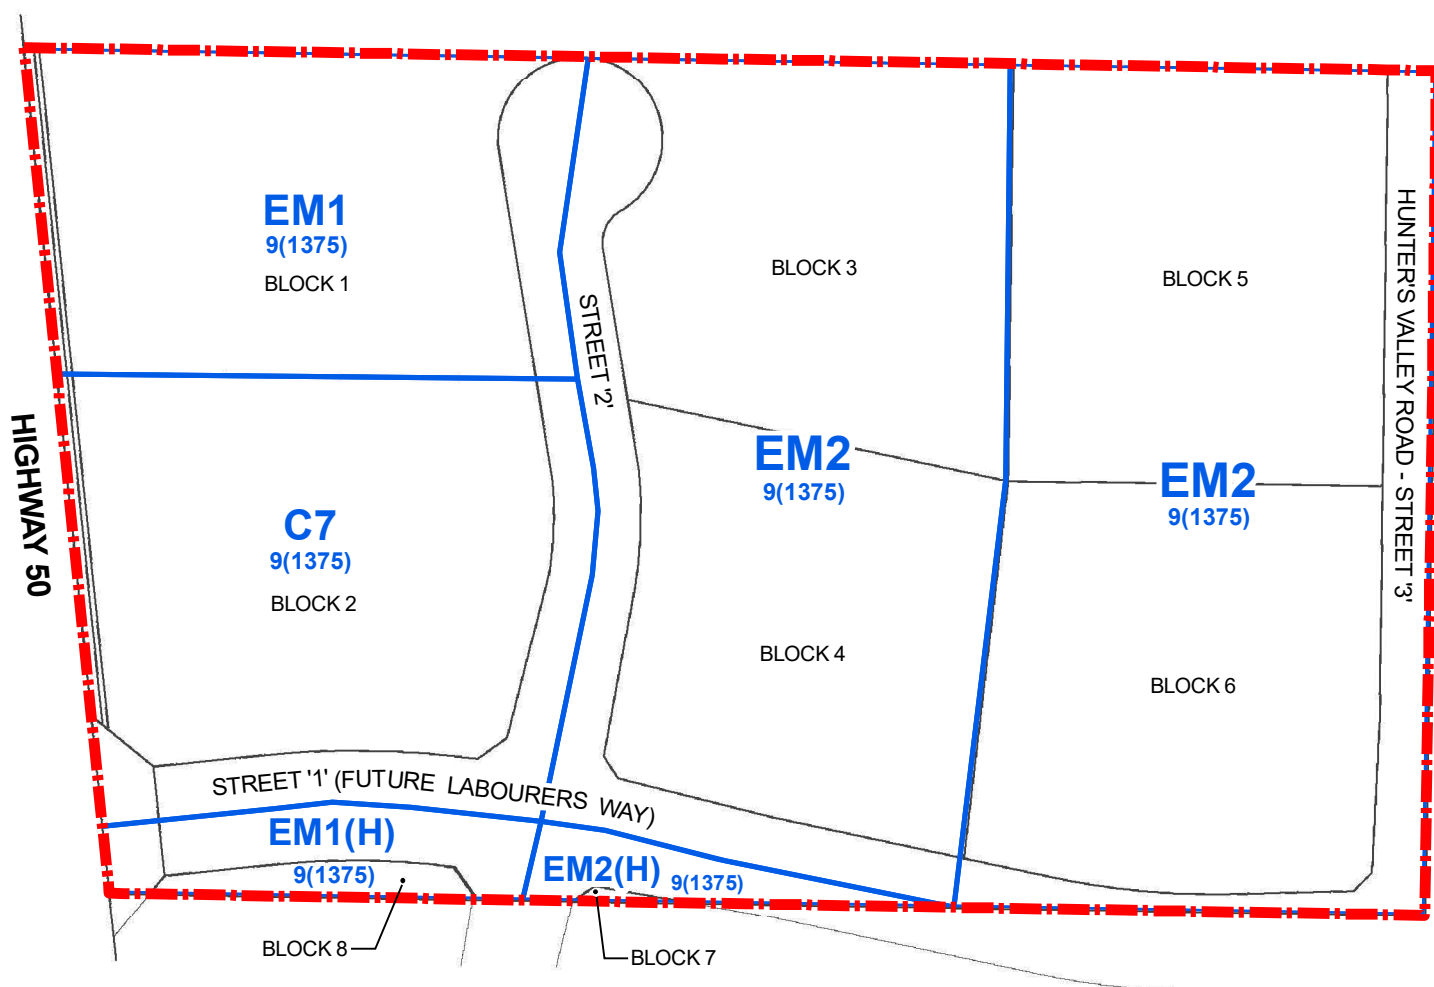 EM1
9(1375)
BLOCK 1
BLOCK 3
BLOCK 5
HUNTER'S VALLEY ROAD - STREET '3'
STREET '2'
HIGHWAY 50
EM2
9(1375)
EM2
9(1375)
C7
9(1375)
BLOCK 2
BLOCK 4
BLOCK 6
STREET '1' (FUTURE LABOURERS WAY)
EM1(H)
9(1375)
EM2(H) 9(1375)
BLOCK 8
BLOCK 7